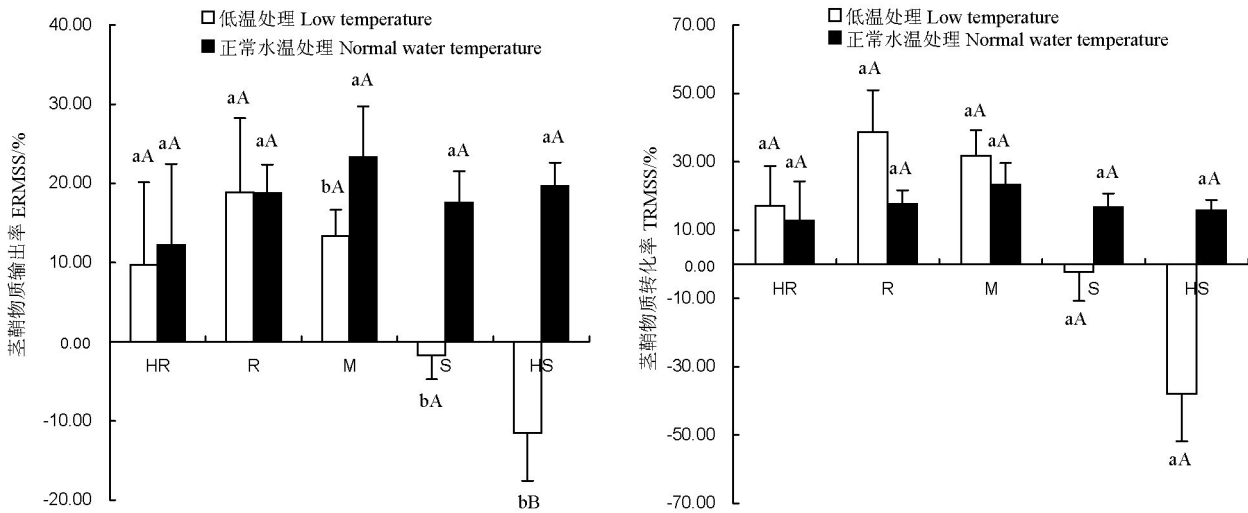 低温处理 Low temperature
正常水温处理 Normal water temperature
茎鞘物质输出率 ERMSS/%
40.00
30.00
20.00
10.00
0.00
-10.00
-20.00
aA
aA
aA
aA
bA
aA
bA
aA
bB
aA
HR
R
M
S
HS
低温处理 Low temperature
正常水温处理 Normal water temperature
茎鞘物质转化率 TRMSS/%
70.00
50.00
30.00
10.00
0.00
-10.00
-30.00
-50.00
-70.00
aA
aA
aA
aA
aA
aA
aA
aA
aA
aA
HR
R
M
S
HS